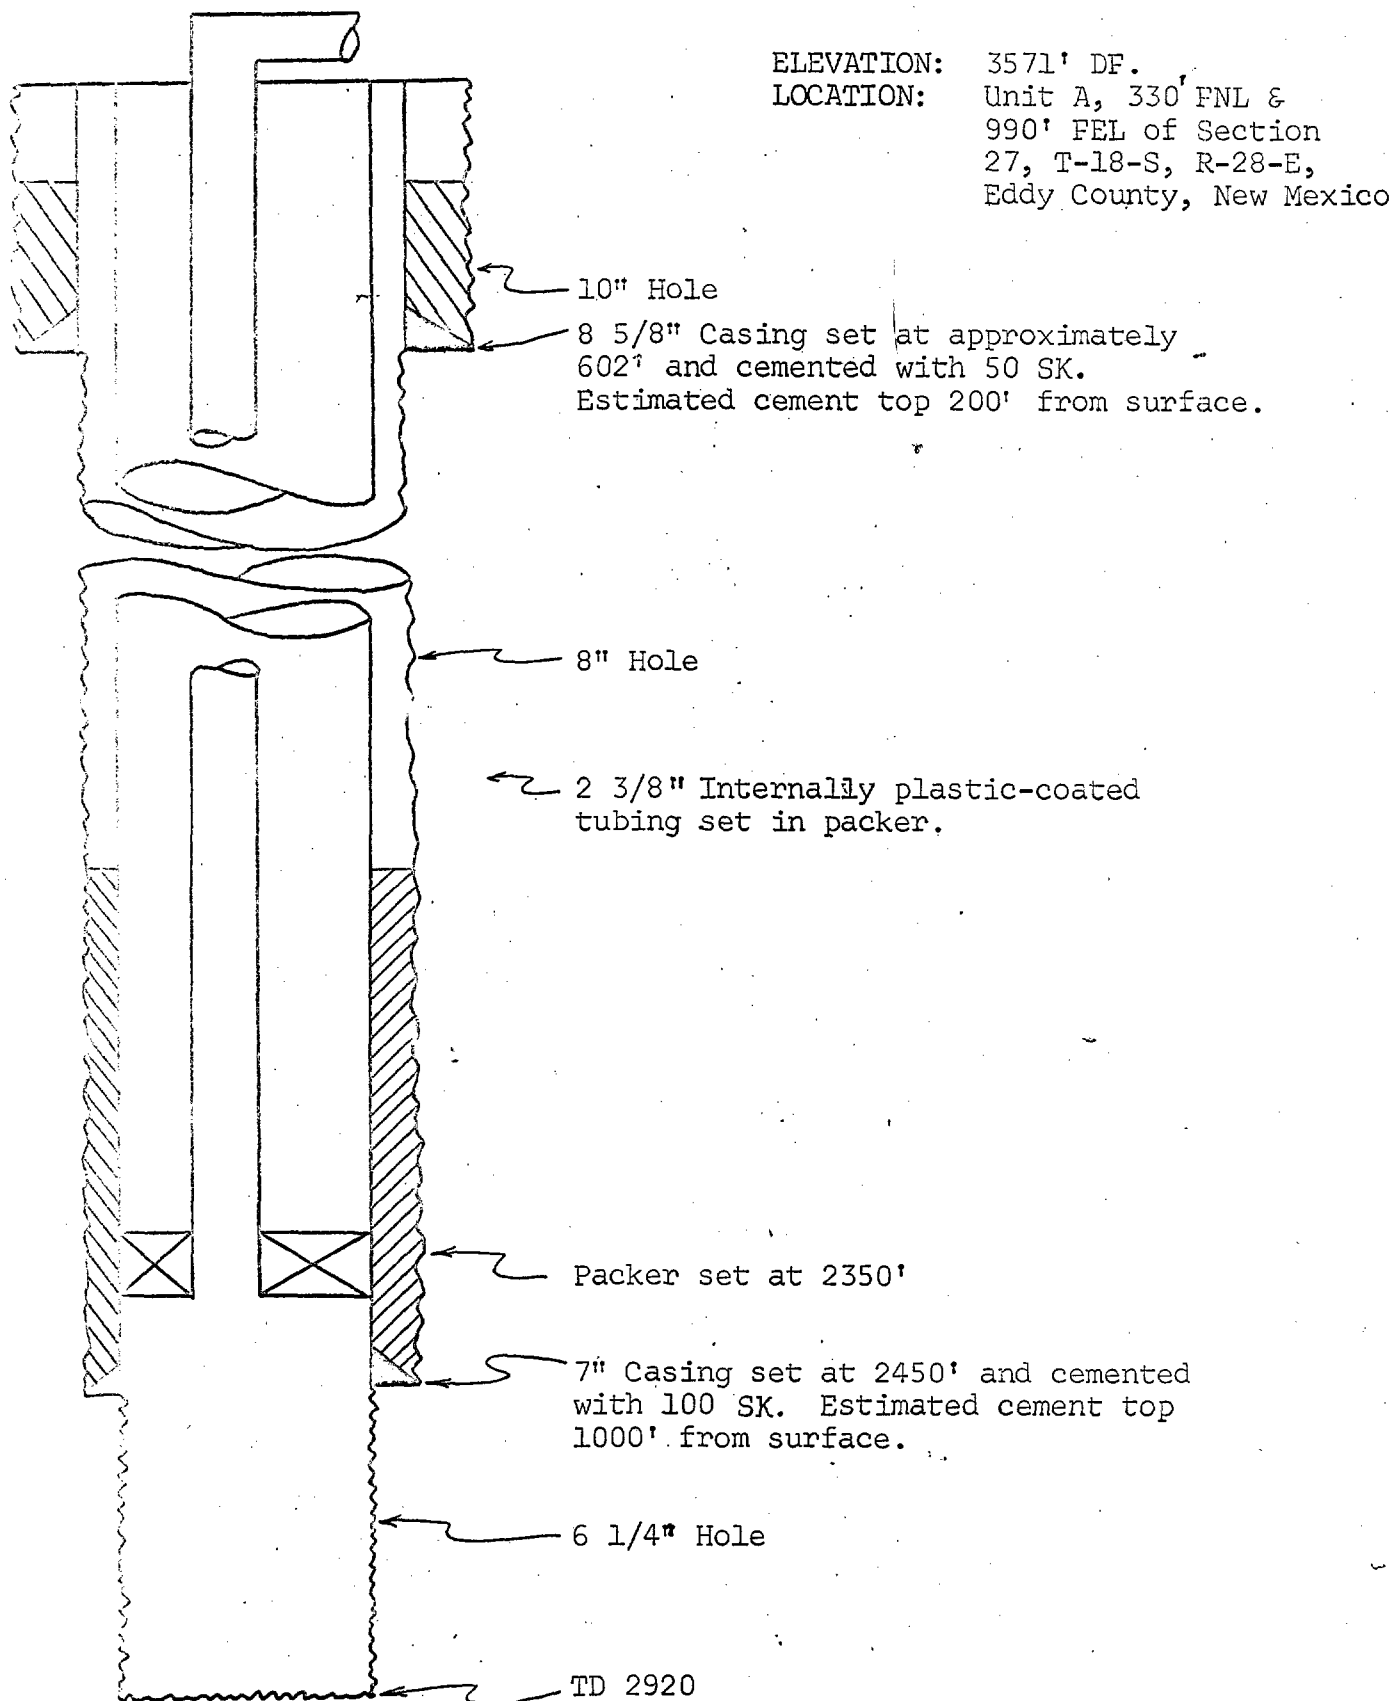 ELEVATION: 3571' DF.
LOCATION: Unit A, 330' FNL &
990' FEL of Section
27, T-18-S, R-28-E,
Eddy County, New Mexico
10" Hole
8 5/8" Casing set at approximately
602' and cemented with 50 SK.
Estimated cement top 200' from surface.
8" Hole
2 3/8" Internally plastic-coated
tubing set in packer.
Packer set at 2350'
7" Casing set at 2450' and cemented
with 100 SK. Estimated cement top
1000' from surface.
6 1/4" Hole
TD 2920